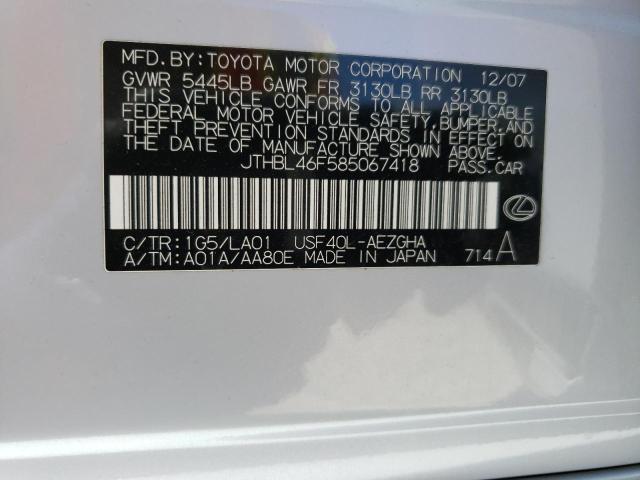 MFD. BY: TOYOTA MOTOR CORPORATION 12/07
GVWR 5445LB GAWR FR 3130LB RR 3130LB
THIS VEHICLE CONFORMS TO ALL APPLICABLE
FEDERAL MOTOR VEHICLE SAFETY, BUMPER, AND
THEFT PREVENTION STANDARDS IN EFFECT ON
THE DATE OF MANUFACTURE SHOWN ABOVE.
JTHBL46F585067418 PASS. CAR
C/TR: 1G5/LA01 USF40L-AEZGHA
A/TM: A01A/AA80E MADE IN JAPAN 714 A